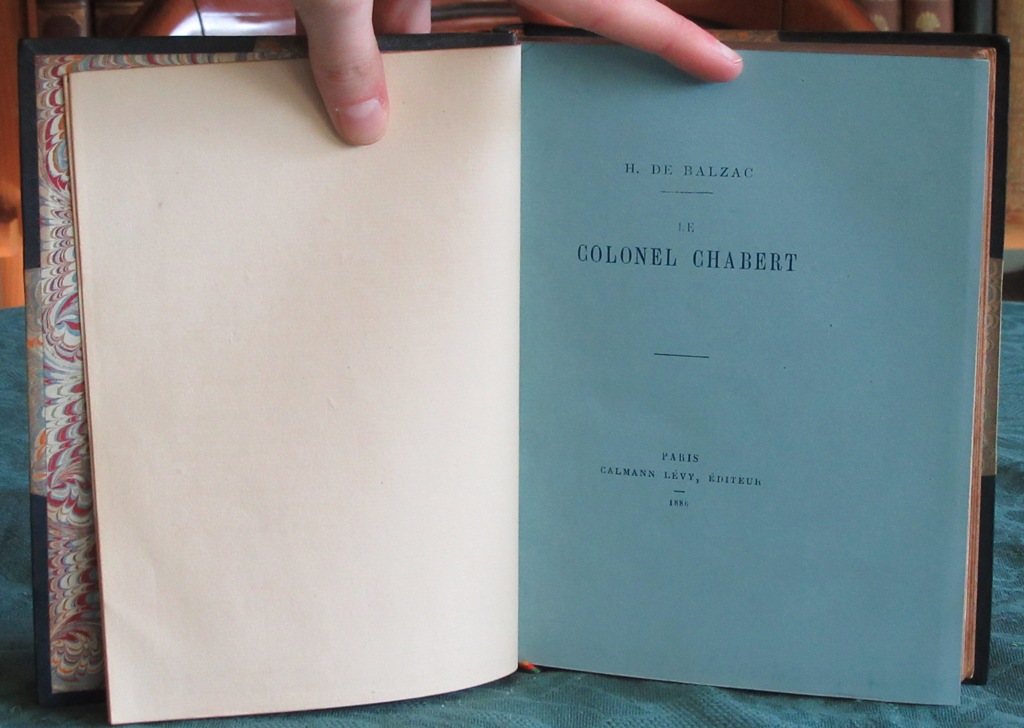 H. DE BALZAC
LE
COLONEL CHABERT
PARIS
CALMANN LÉVY, ÉDITEUR
1886